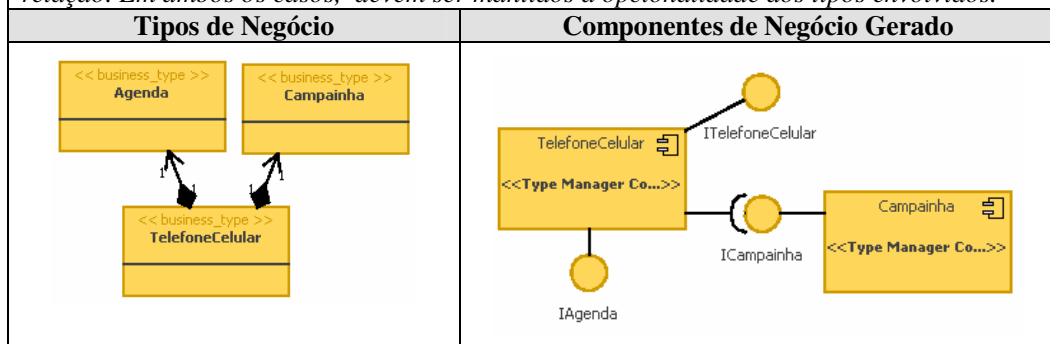 relação. Em ambos os casos, devem ser mantidos a opcionalidade dos tipos envolvidos.
Tipos de Negócio
Componentes de Negócio Gerado
<< business_type >>
Agenda
<< business_type >>
Campainha
1
1
1
1
<< business_type >>
TelefoneCelular
ITelefoneCelular
TelefoneCelular
<<Type Manager Co...>>
ICampainha
Campainha
<<Type Manager Co...>>
IAgenda